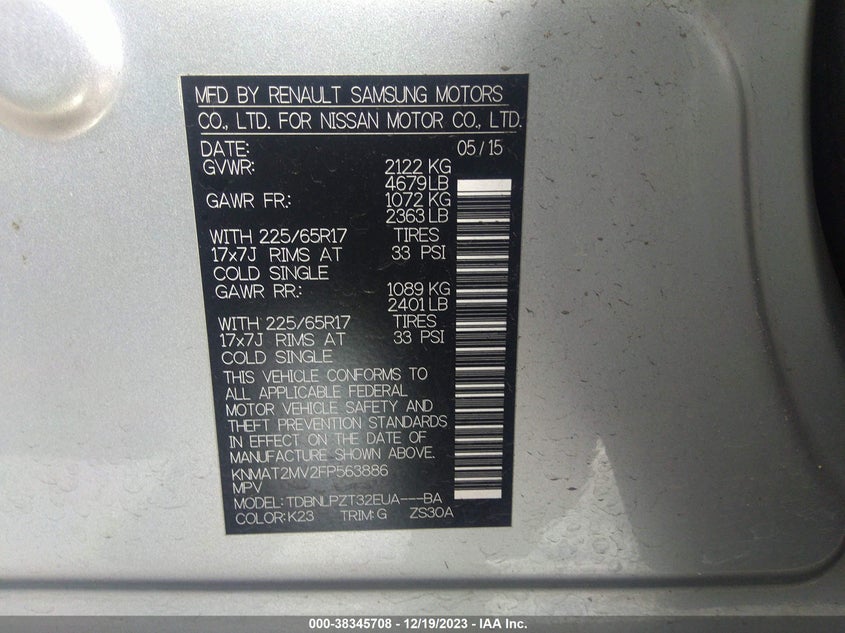 MFD BY RENAULT SAMSUNG MOTORS
CO., LTD. FOR NISSAN MOTOR CO., LTD.
DATE: 05/15
GVWR: 2122 KG
4679LB
GAWR FR.: 1072 KG
2363 LB
WITH 225/65R17 TIRES
17x7J RIMS AT 33 PSI
COLD SINGLE
GAWR RR.: 1089 KG
2401 LB
WITH 225/65R17 TIRES
17x7J RIMS AT 33 PSI
COLD SINGLE
THIS VEHICLE CONFORMS TO
ALL APPLICABLE FEDERAL
MOTOR VEHICLE SAFETY AND
THEFT PREVENTION STANDARDS
IN EFFECT ON THE DATE OF
MANUFACTURE SHOWN ABOVE.
KNMAT2MV2FP563886
MPV
MODEL: TDBNLPZT32EUA---BA
COLOR: K23 TRIM: G ZS30A
000-38345708 - 12/19/2023 - IAA Inc.